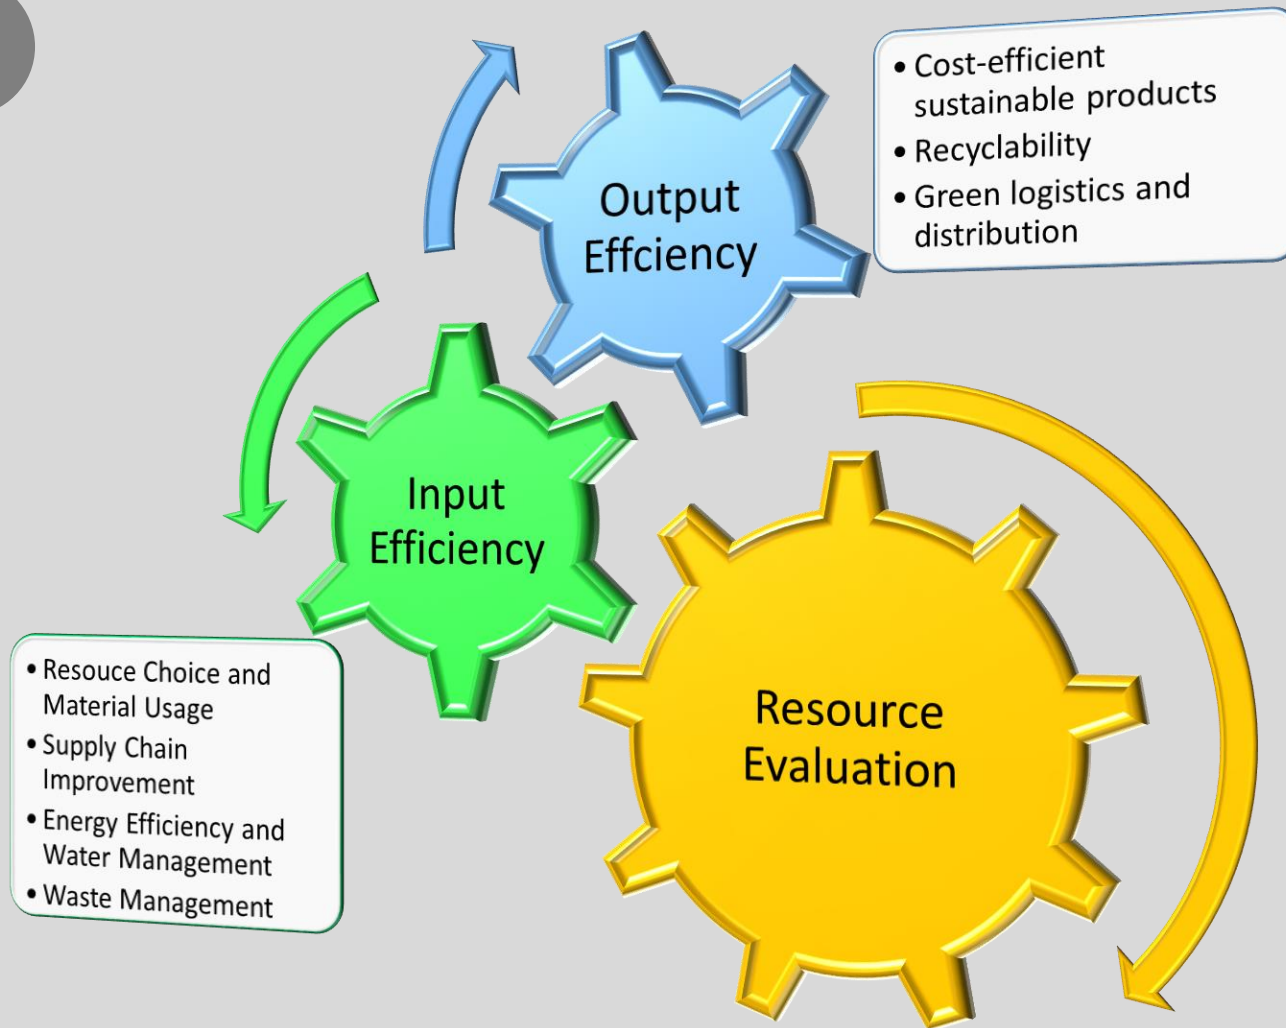 Output
Effciency
• Cost-efficient
sustainable products
• Recyclability
• Green logistics and
distribution
Input
Efficiency
• Resouce Choice and
Material Usage
• Supply Chain
Improvement
• Energy Efficiency and
Water Management
• Waste Management
Resource
Evaluation